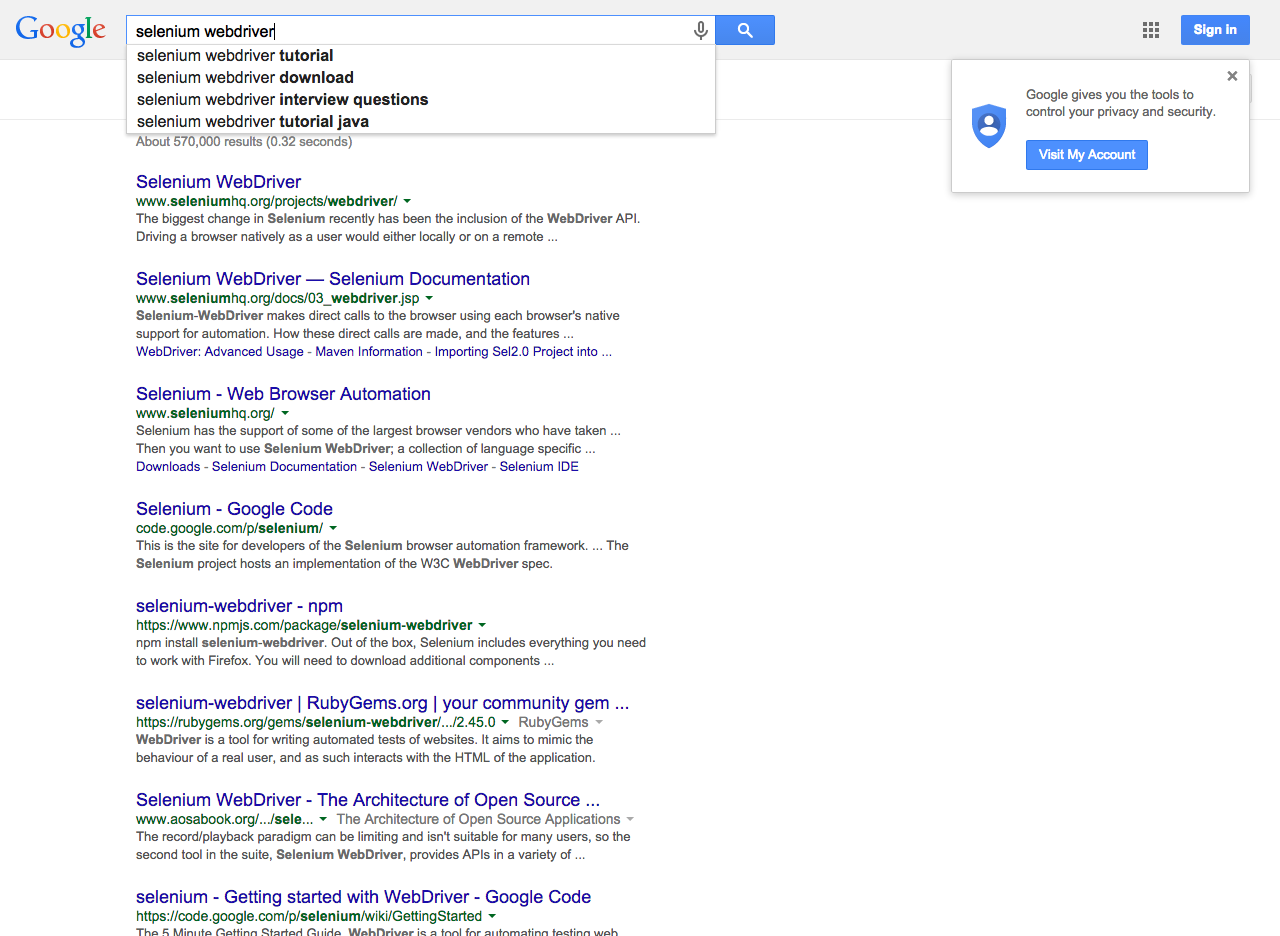 Google
selenium webdriver
Sign in
selenium webdriver tutorial
selenium webdriver download
selenium webdriver interview questions
selenium webdriver tutorial java
Google gives you the tools to
control your privacy and security.
Visit My Account
About 570,000 results (0.32 seconds)
Selenium WebDriver
www.seleniumhq.org/projects/webdriver/
The biggest change in Selenium recently has been the inclusion of the WebDriver API.
Driving a browser natively as a user would either locally or on a remote ...
Selenium WebDriver — Selenium Documentation
www.seleniumhq.org/docs/03_webdriver.jsp
Selenium-WebDriver makes direct calls to the browser using each browser's native
support for automation. How these direct calls are made, and the features ...
WebDriver: Advanced Usage - Maven Information - Importing Sel2.0 Project into ...
Selenium - Web Browser Automation
www.seleniumhq.org/
Selenium has the support of some of the largest browser vendors who have taken ...
Then you want to use Selenium WebDriver; a collection of language specific ...
Downloads - Selenium Documentation - Selenium WebDriver - Selenium IDE
Selenium - Google Code
code.google.com/p/selenium/
This is the site for developers of the Selenium browser automation framework. ... The
Selenium project hosts an implementation of the W3C WebDriver spec.
selenium-webdriver - npm
https://www.npmjs.com/package/selenium-webdriver
npm install selenium-webdriver. Out of the box, Selenium includes everything you need
to work with Firefox. You will need to download additional components ...
selenium-webdriver | RubyGems.org | your community gem ...
https://rubygems.org/gems/selenium-webdriver/.../2.45.0 RubyGems
WebDriver is a tool for writing automated tests of websites. It aims to mimic the
behaviour of a real user, and as such interacts with the HTML of the application.
Selenium WebDriver - The Architecture of Open Source ...
www.aosabook.org/.../sele... The Architecture of Open Source Applications
The record/playback paradigm can be limiting and isn't suitable for many users, so the
second tool in the suite, Selenium WebDriver, provides APIs in a variety of ...
selenium - Getting started with WebDriver - Google Code
https://code.google.com/p/selenium/wiki/GettingStarted
The 5 Minute Getting Started Guide. WebDriver is a tool for automating testing web